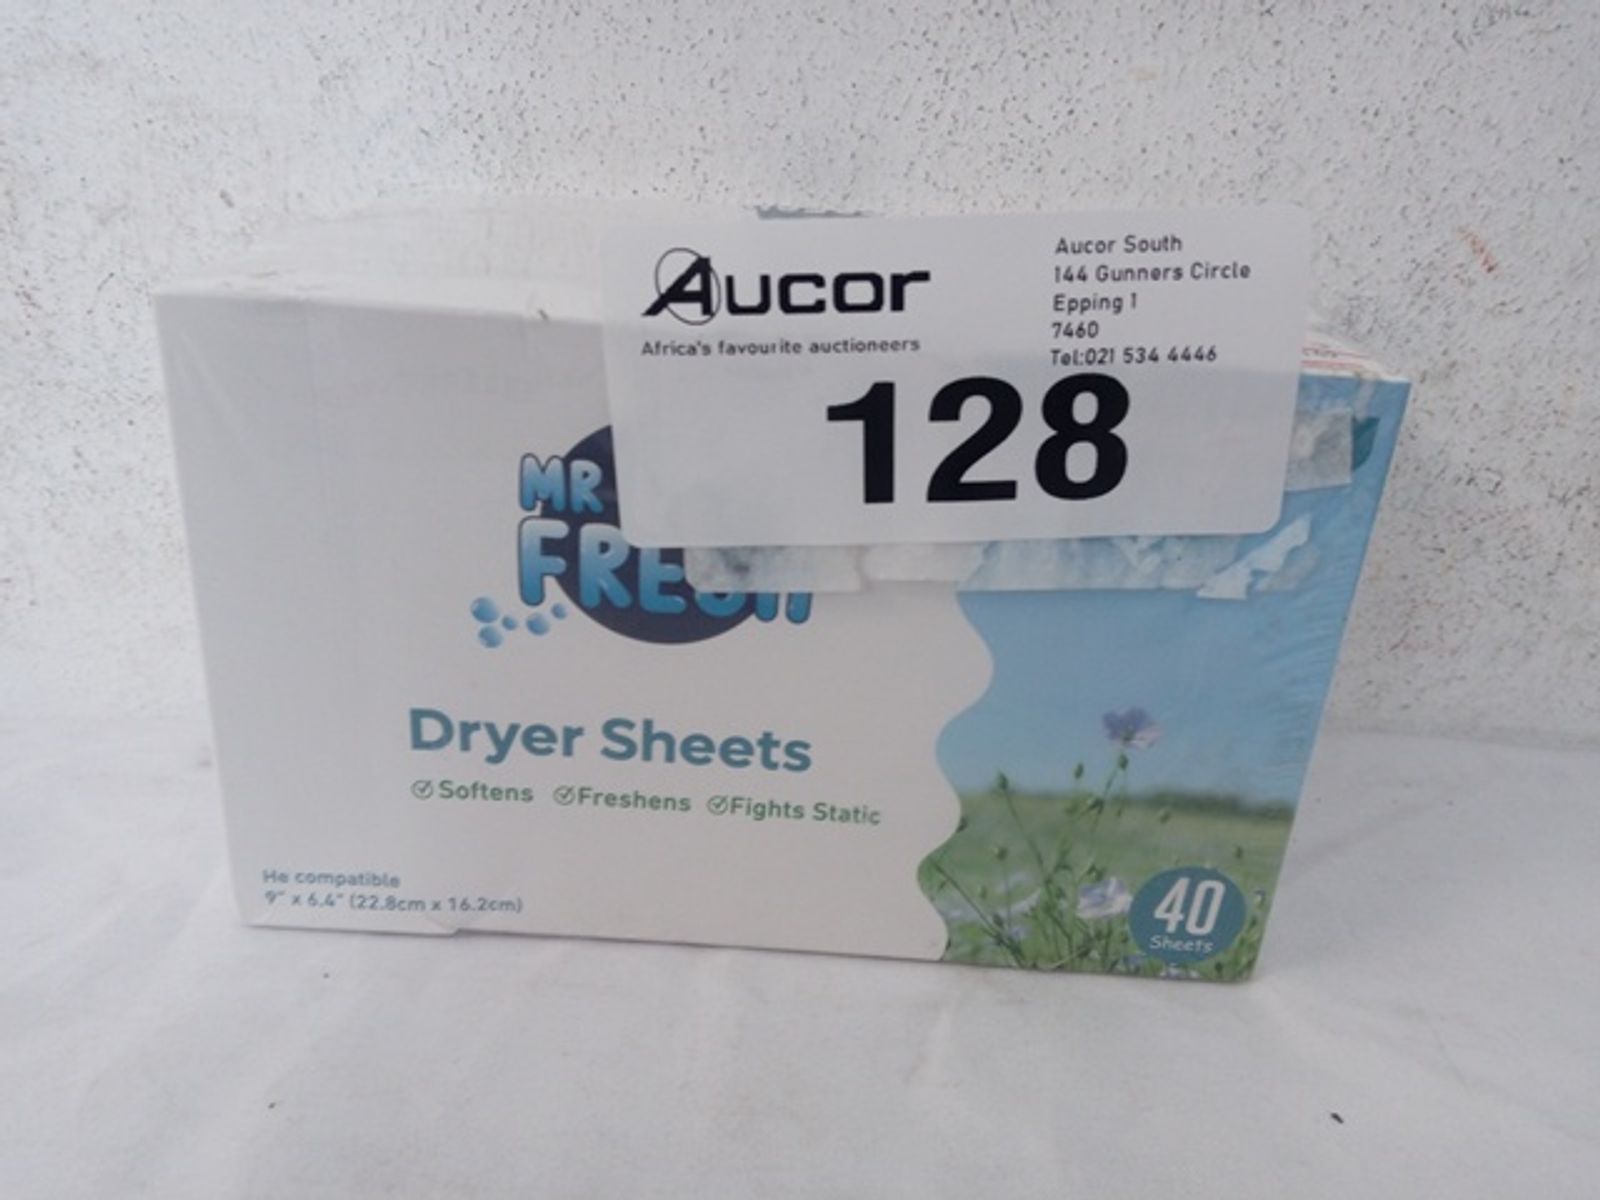 Aucor
Africa's favourite auctioneers
Aucor South
144 Gunners Circle
Epping 1
7460
Tel:021 534 4446
128
MR
FRESH
Dryer Sheets
Softens Freshens Fights Static
He compatible
9" x 6.4" (22.8cm x 16.2cm)
40
Sheets